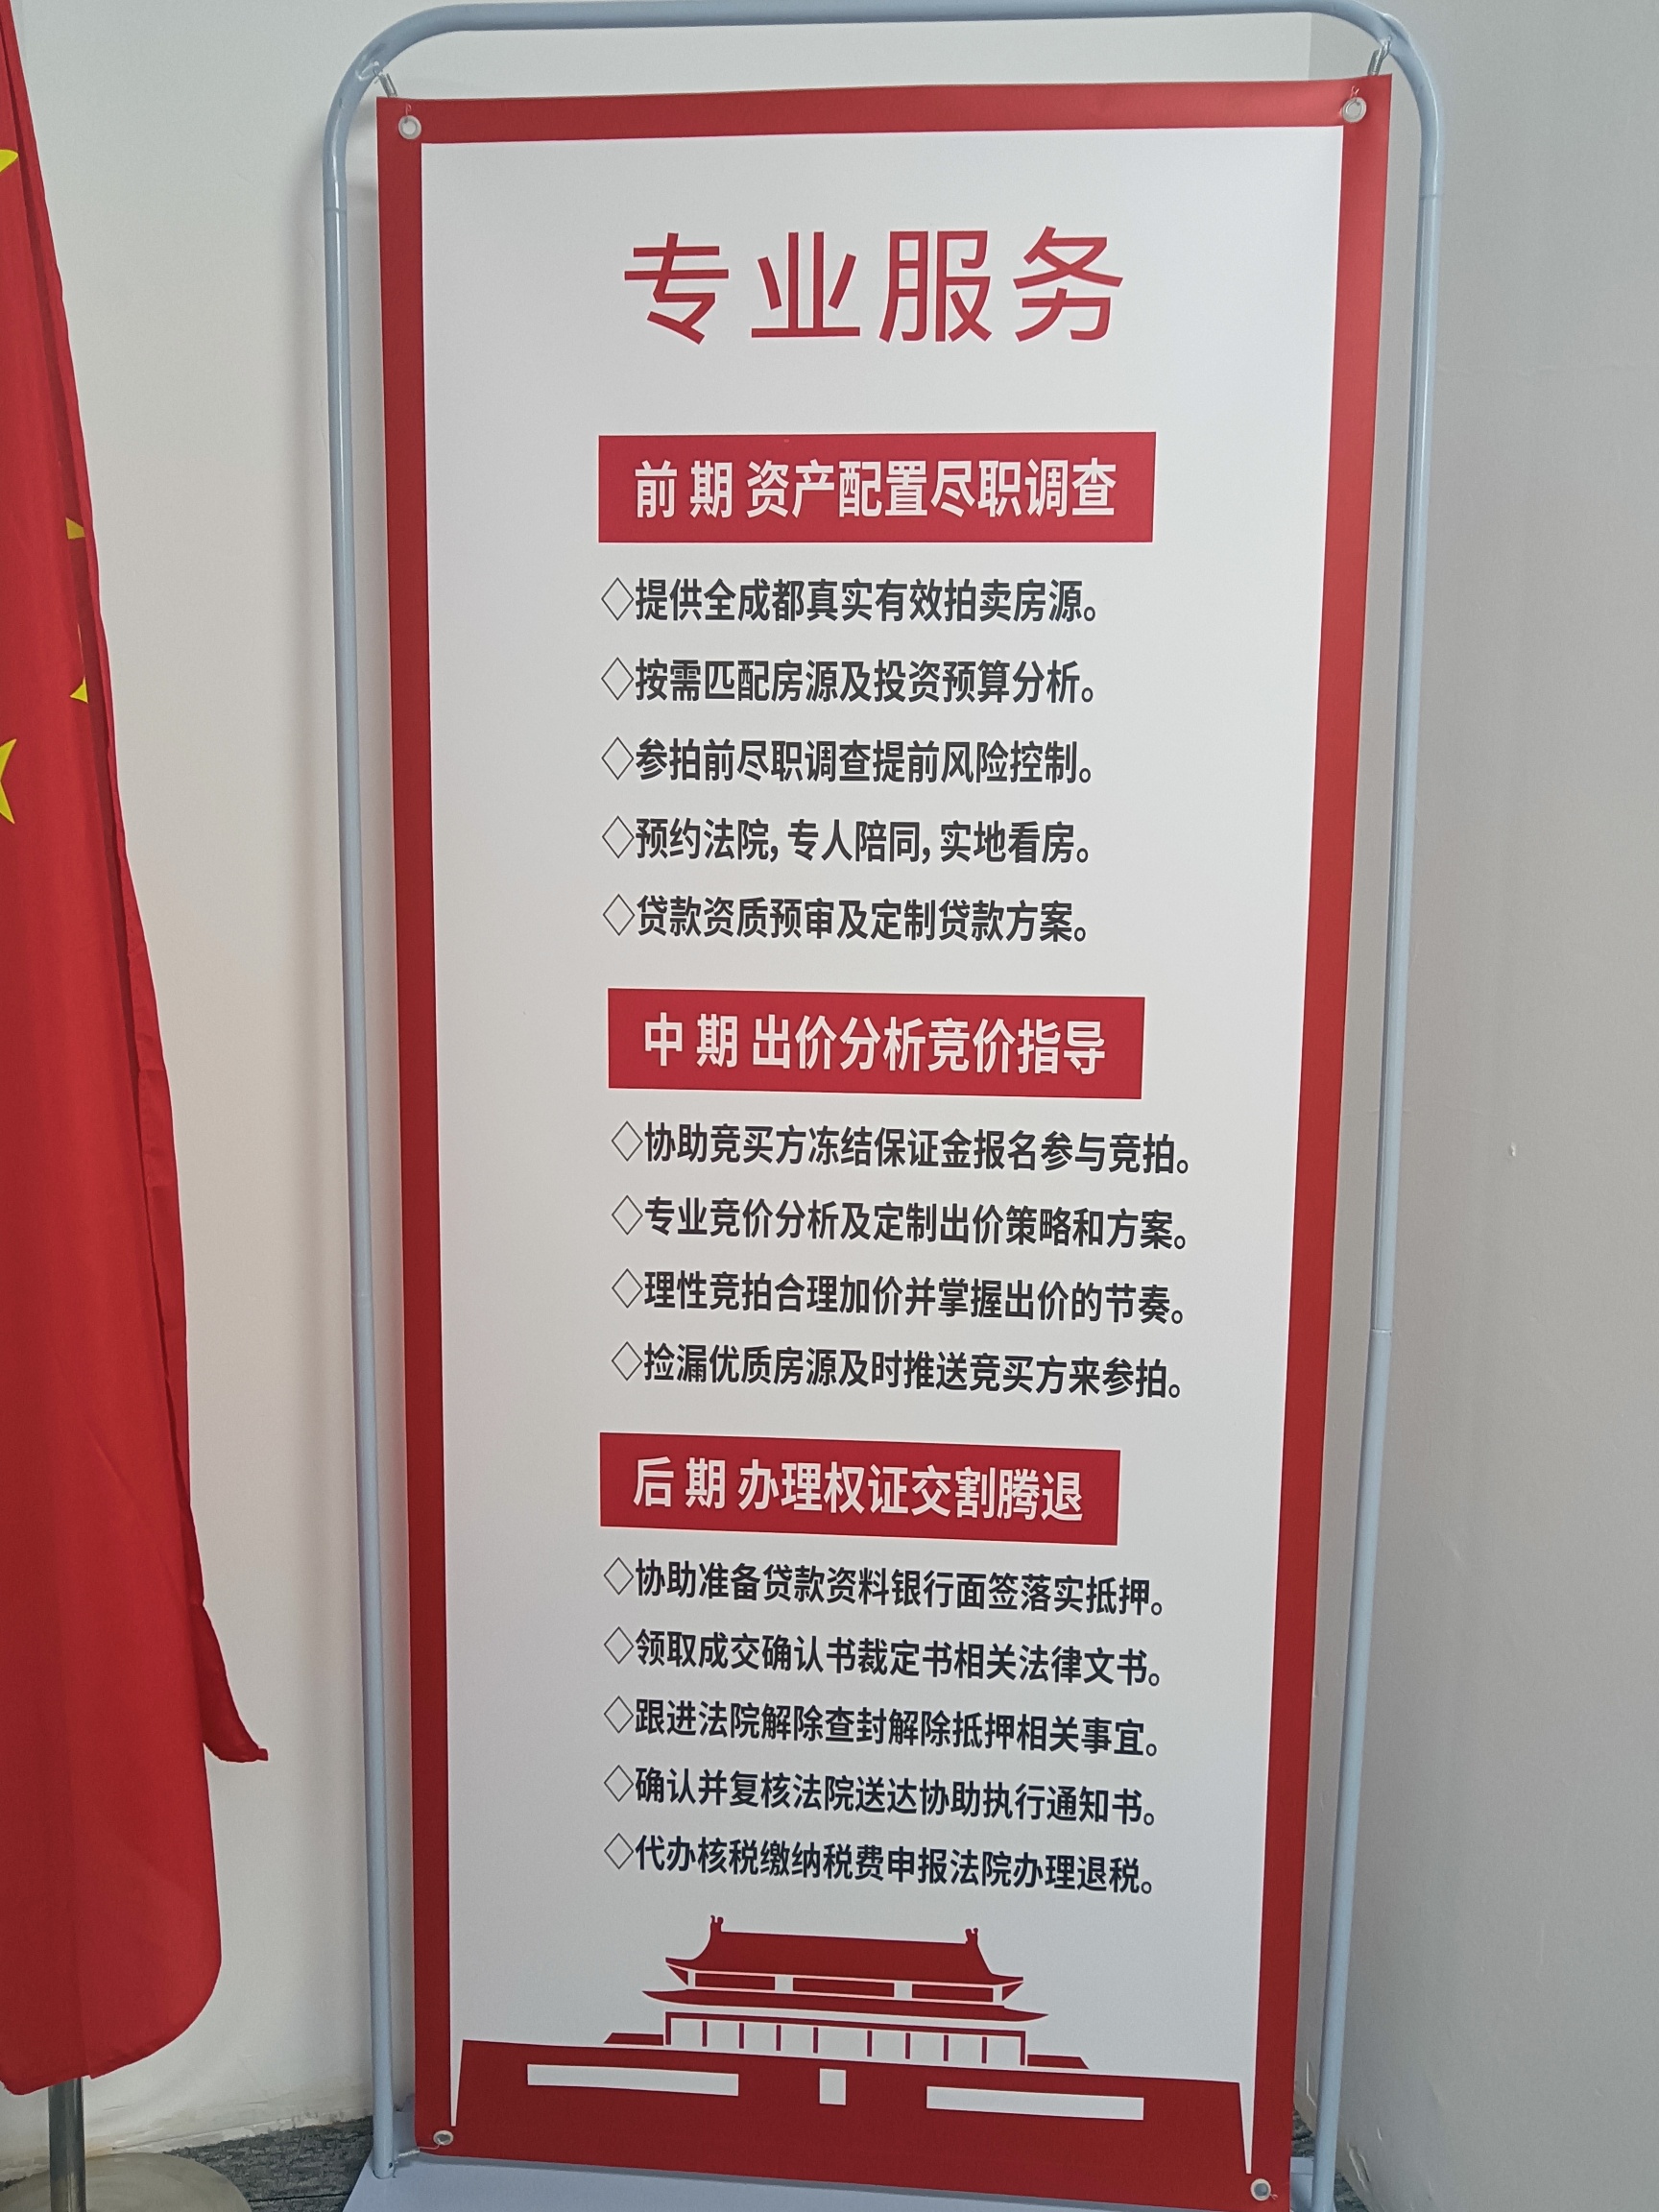 专业服务
前 期 资产配置尽职调查
◇提供全成都真实有效拍卖房源。
◇按需匹配房源及投资预算分析。
◇参拍前尽职调查提前风险控制。
◇预约法院,专人陪同,实地看房。
◇贷款资质预审及定制贷款方案。
中 期 出价分析竞价指导
◇协助竞买方冻结保证金报名参与竞拍。
◇专业竞价分析及定制出价策略和方案。
◇理性竞拍合理加价并掌握出价的节奏。
◇捡漏优质房源及时推送竞买方来参拍。
后 期 办理权证交割腾退
◇协助准备贷款资料银行面签落实抵押。
◇领取成交确认书裁定书相关法律文书。
◇跟进法院解除查封解除抵押相关事宜。
◇确认并复核法院送达协助执行通知书。
◇代办核税缴纳税费申报法院办理退税。